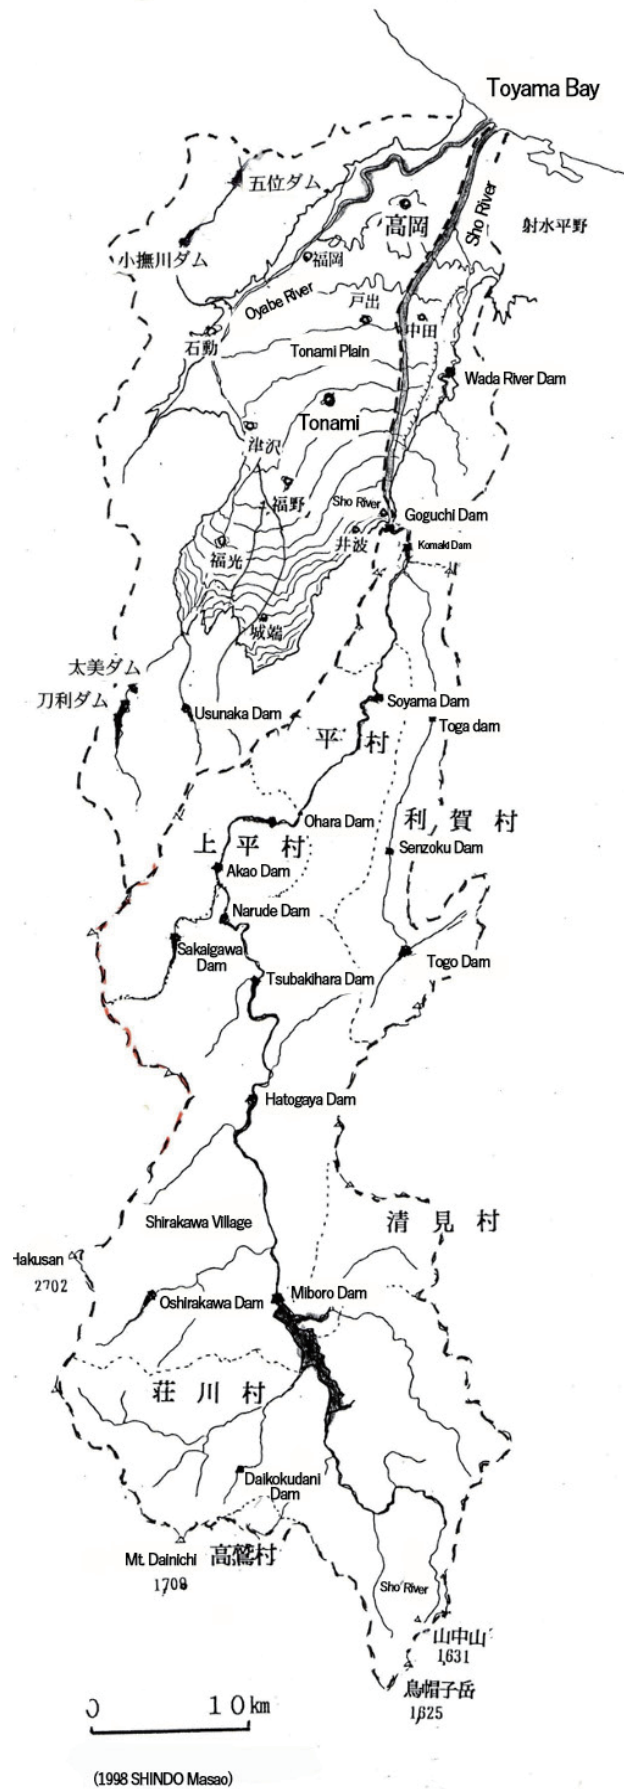 Toyama Bay
五位ダム
高岡
Sho River
射水平野
小撫川ダム
福岡
Oyabe River
戸出
中田
石動
Tonami Plain
Wada River Dam
Tonami
津沢
福野
Sho River
Goguchi Dam
井波
Komaki Dam
福光
城端
太美ダム
刀利ダム
Usunaka Dam
Soyama Dam
平村
Toga dam
Ohara Dam
利賀村
上平村
Senzoku Dam
Akao Dam
Narude Dam
Sakaigawa
Dam
Togo Dam
Tsubakihara Dam
Hatogaya Dam
Shirakawa Village
清見村
Hakusan
2702
Oshirakawa Dam
Miboro Dam
荘川村
Daikokudani
Dam
Mt. Dainichi
1709
高鷲村
Sho River
山中山
1631
烏帽子岳
1625
0 10km
(1998 SHINDO Masao)